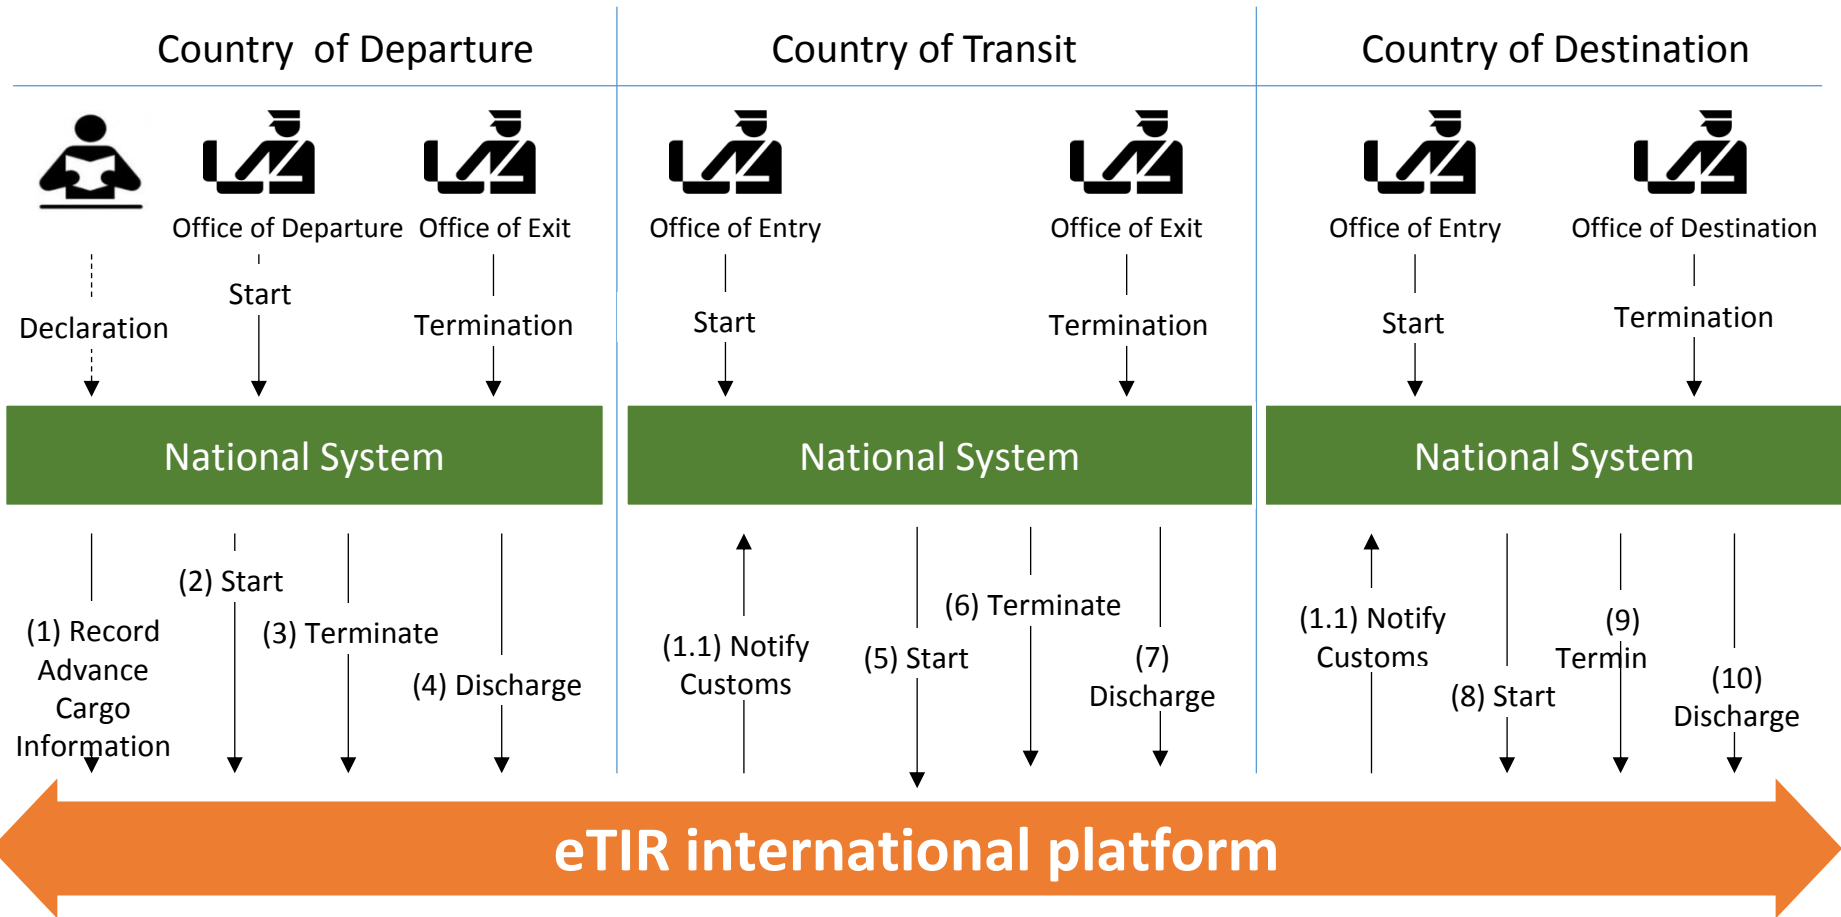 Country of Departure
Country of Transit
Country of Destination
Office of Departure
Office of Exit
Office of Entry
Office of Exit
Office of Entry
Office of Destination
Declaration
Start
Termination
Start
Termination
Start
Termination
National System
National System
National System
(1) Record
Advance
Cargo
Information
(2) Start
(3) Terminate
(4) Discharge
(1.1) Notify
Customs
(5) Start
(6) Terminate
(7)
Discharge
(1.1) Notify
Customs
(8) Start
(9)
Termin
(10)
Discharge
eTIR international platform